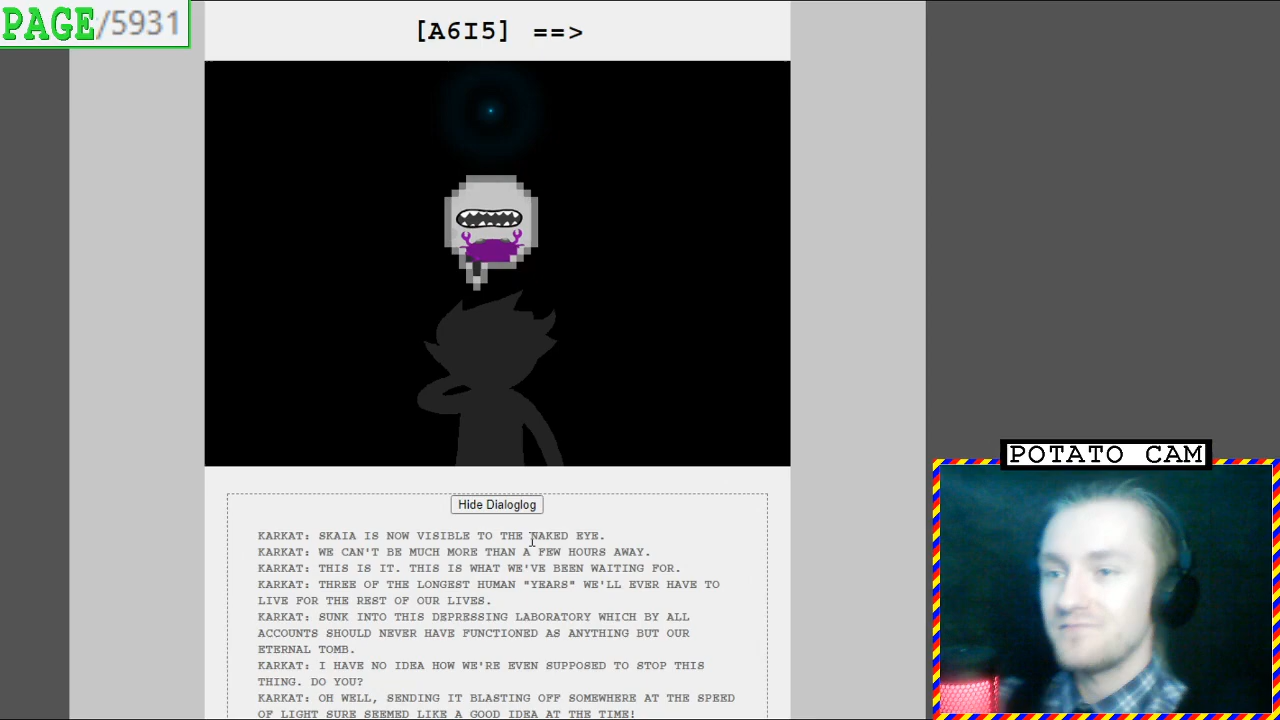 PAGE/5931
[A6I5] ==>
Hide Dialoglog
KARKAT: SKAIA IS NOW VISIBLE TO THE NAKED EYE.
KARKAT: WE CAN'T BE MUCH MORE THAN A FEW HOURS AWAY.
KARKAT: THIS IS IT. THIS IS WHAT WE'VE BEEN WAITING FOR.
KARKAT: THREE OF THE LONGEST HUMAN "YEARS" WE'LL EVER HAVE TO
LIVE FOR THE REST OF OUR LIVES.
KARKAT: SUNK INTO THIS DEPRESSING LABORATORY WHICH BY ALL
ACCOUNTS SHOULD NEVER HAVE FUNCTIONED AS ANYTHING BUT OUR
ETERNAL TOMB.
KARKAT: I HAVE NO IDEA HOW WE'RE EVEN SUPPOSED TO STOP THIS
THING. DO YOU?
KARKAT: OH WELL, SENDING IT BLASTING OFF SOMEWHERE AT THE SPEED
OF LIGHT SURE SEEMED LIKE A GOOD IDEA AT THE TIME!
POTATO CAM